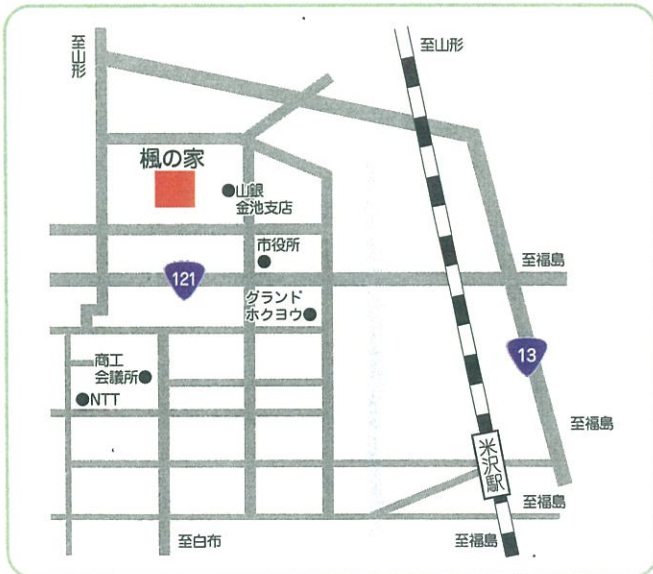 至山形
至山形
楓の家
山銀
金池支店
市役所
至福島
121
グランド
ホクヨウ
13
商工
会議所
NTT
至福島
米沢駅
至福島
至白布
至福島